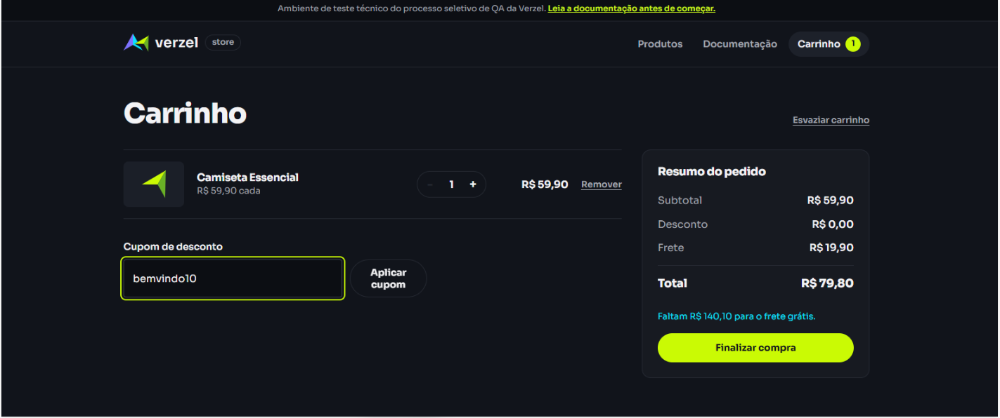 Ambiente de teste técnico do processo seletivo de QA da Verzel. Leia a documentação antes de começar.
verzel store
Produtos Documentação Carrinho 1
Carrinho
Esvaziar carrinho
Camiseta Essencial
R$ 59,90 cada
− 1 +
R$ 59,90 Remover
Cupom de desconto
bemvindo10
Aplicar
cupom
Resumo do pedido
Subtotal R$ 59,90
Desconto R$ 0,00
Frete R$ 19,90
Total R$ 79,80
Faltam R$ 140,10 para o frete grátis.
Finalizar compra